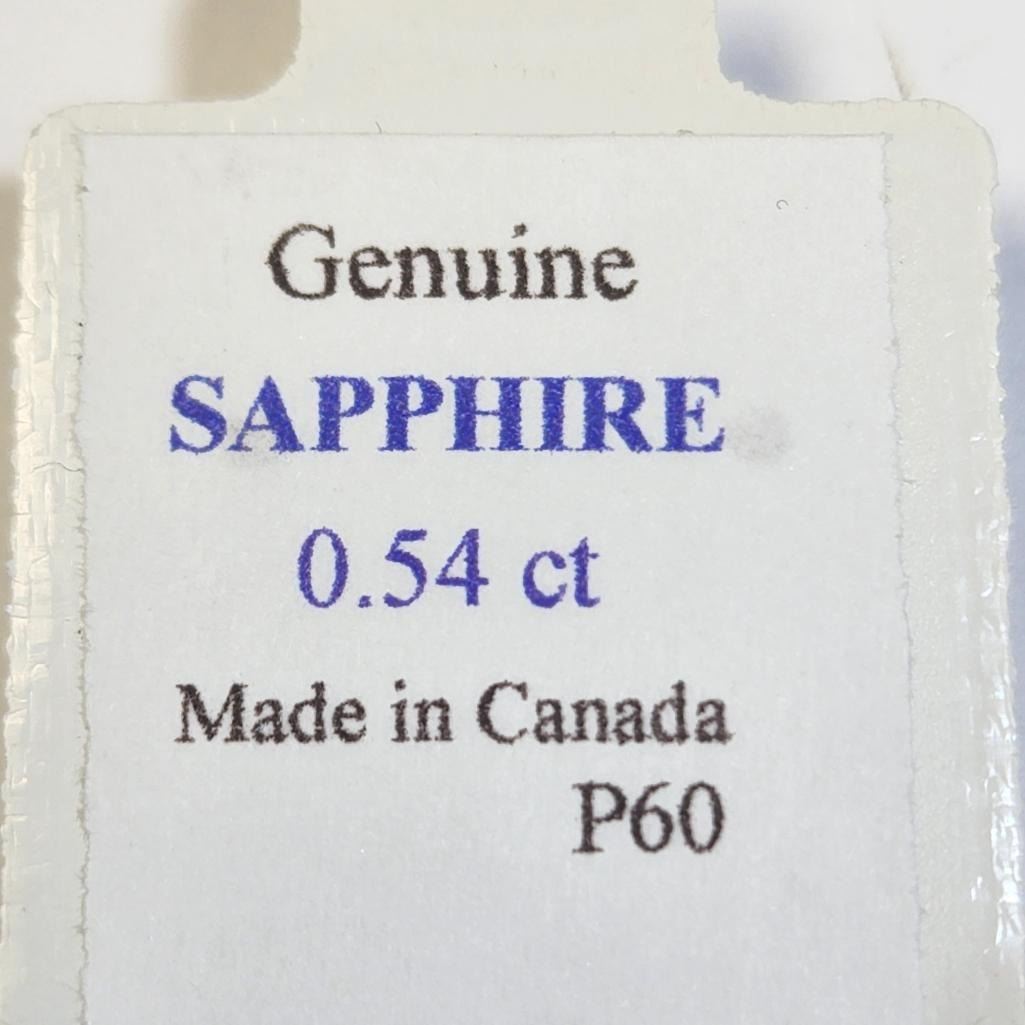 Genuine
SAPPHIRE
0.54 ct
Made in Canada
P60